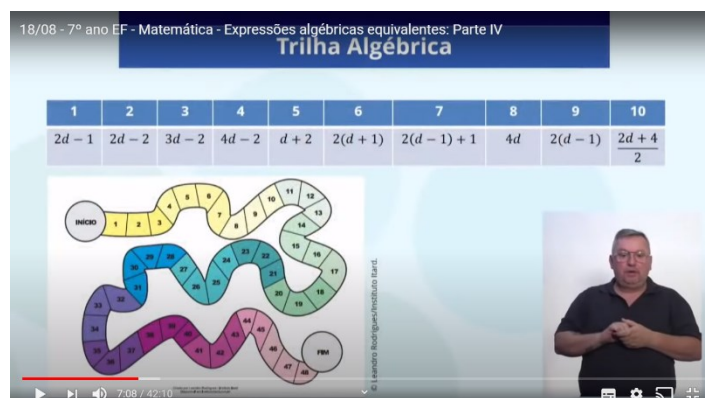 18/08 - 7º ano EF - Matemática - Expressões algébricas equivalentes: Parte IV
Trilha Algébrica
1 2 3 4 5 6 7 8 9 10
2d − 1 2d − 2 3d − 2 4d − 2 d + 2 2(d + 1) 2(d − 1) + 1 4d 2(d − 1) 2d + 4
2
INÍCIO 1 2 3 4 5 6 7 8 9 10 11 12 13 14 15 16 17 18 19 20 21 22 23 24 25 26 27 28 29 30 31 32 33 34 35 36 37 38 39 40 41 42 43 44 45 46 47 48 FIM
© Leandro Rodrigues/Instituto Itard.
7:08 / 42:10